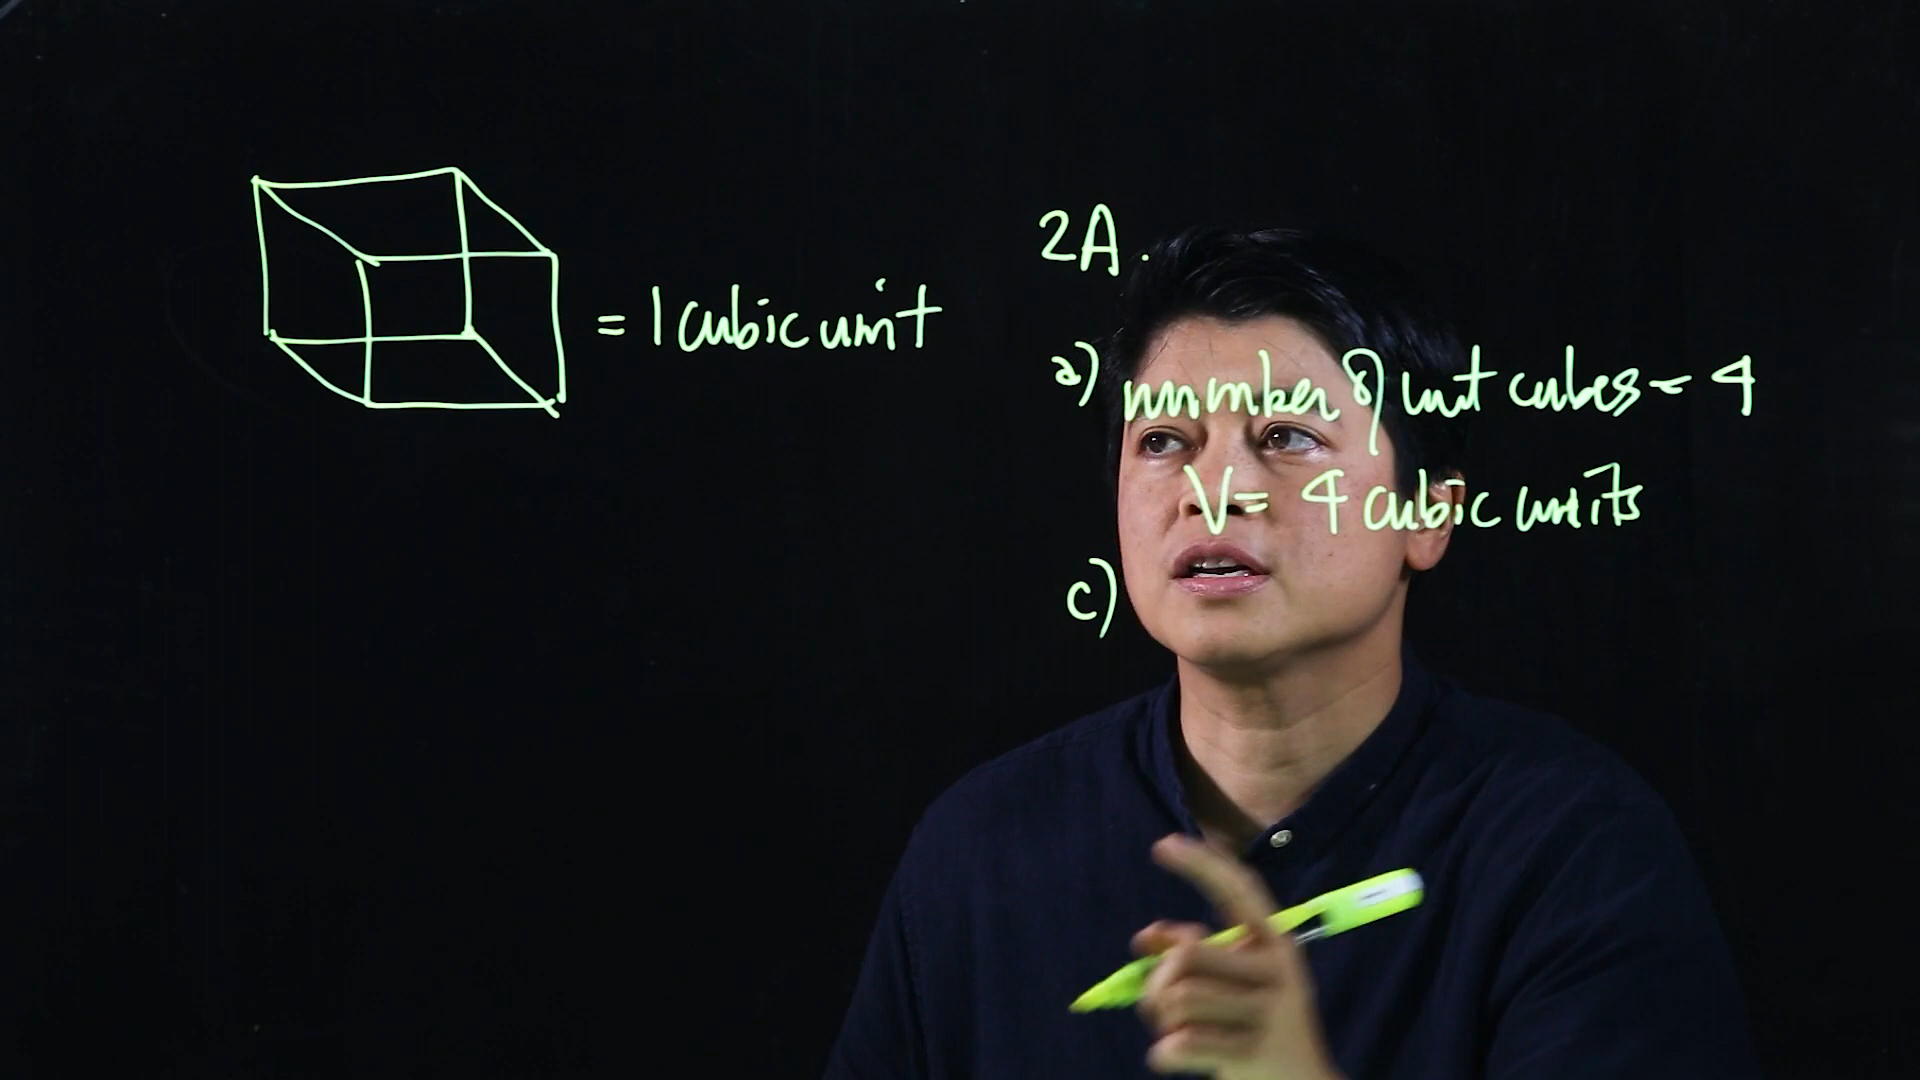 = 1 cubic unit
2A.
a) number of unit cubes = 4
V = 4 cubic units
c)